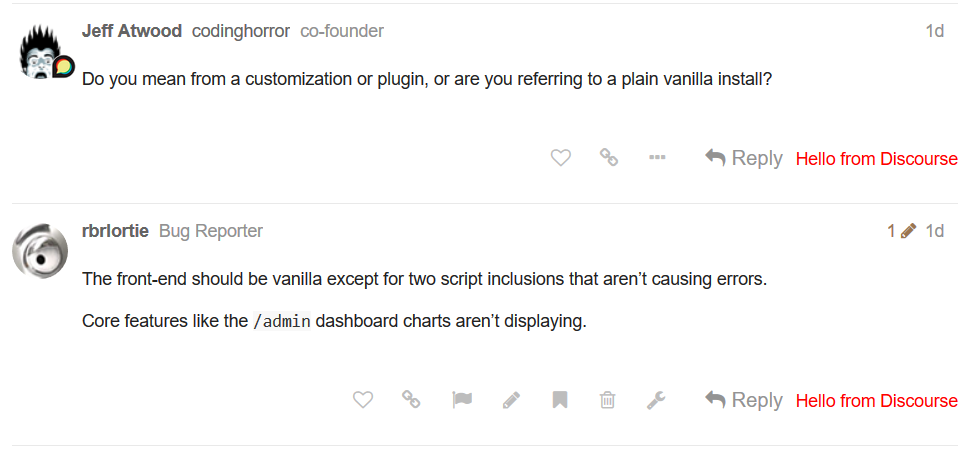 Jeff Atwood codinghorror co-founder 1d
Do you mean from a customization or plugin, or are you referring to a plain vanilla install?
Reply Hello from Discourse
rbrlortie Bug Reporter 1 1d
The front-end should be vanilla except for two script inclusions that aren’t causing errors.
Core features like the /admin dashboard charts aren’t displaying.
Reply Hello from Discourse